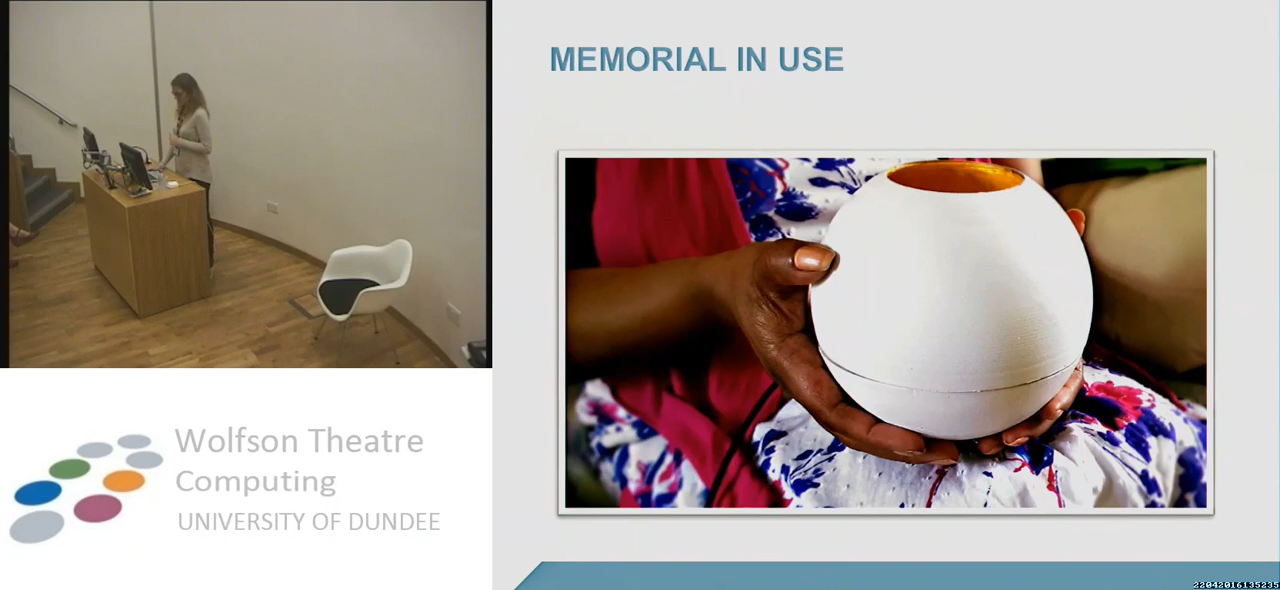 MEMORIAL IN USE
Wolfson Theatre
Computing
UNIVERSITY OF DUNDEE
22042016135235